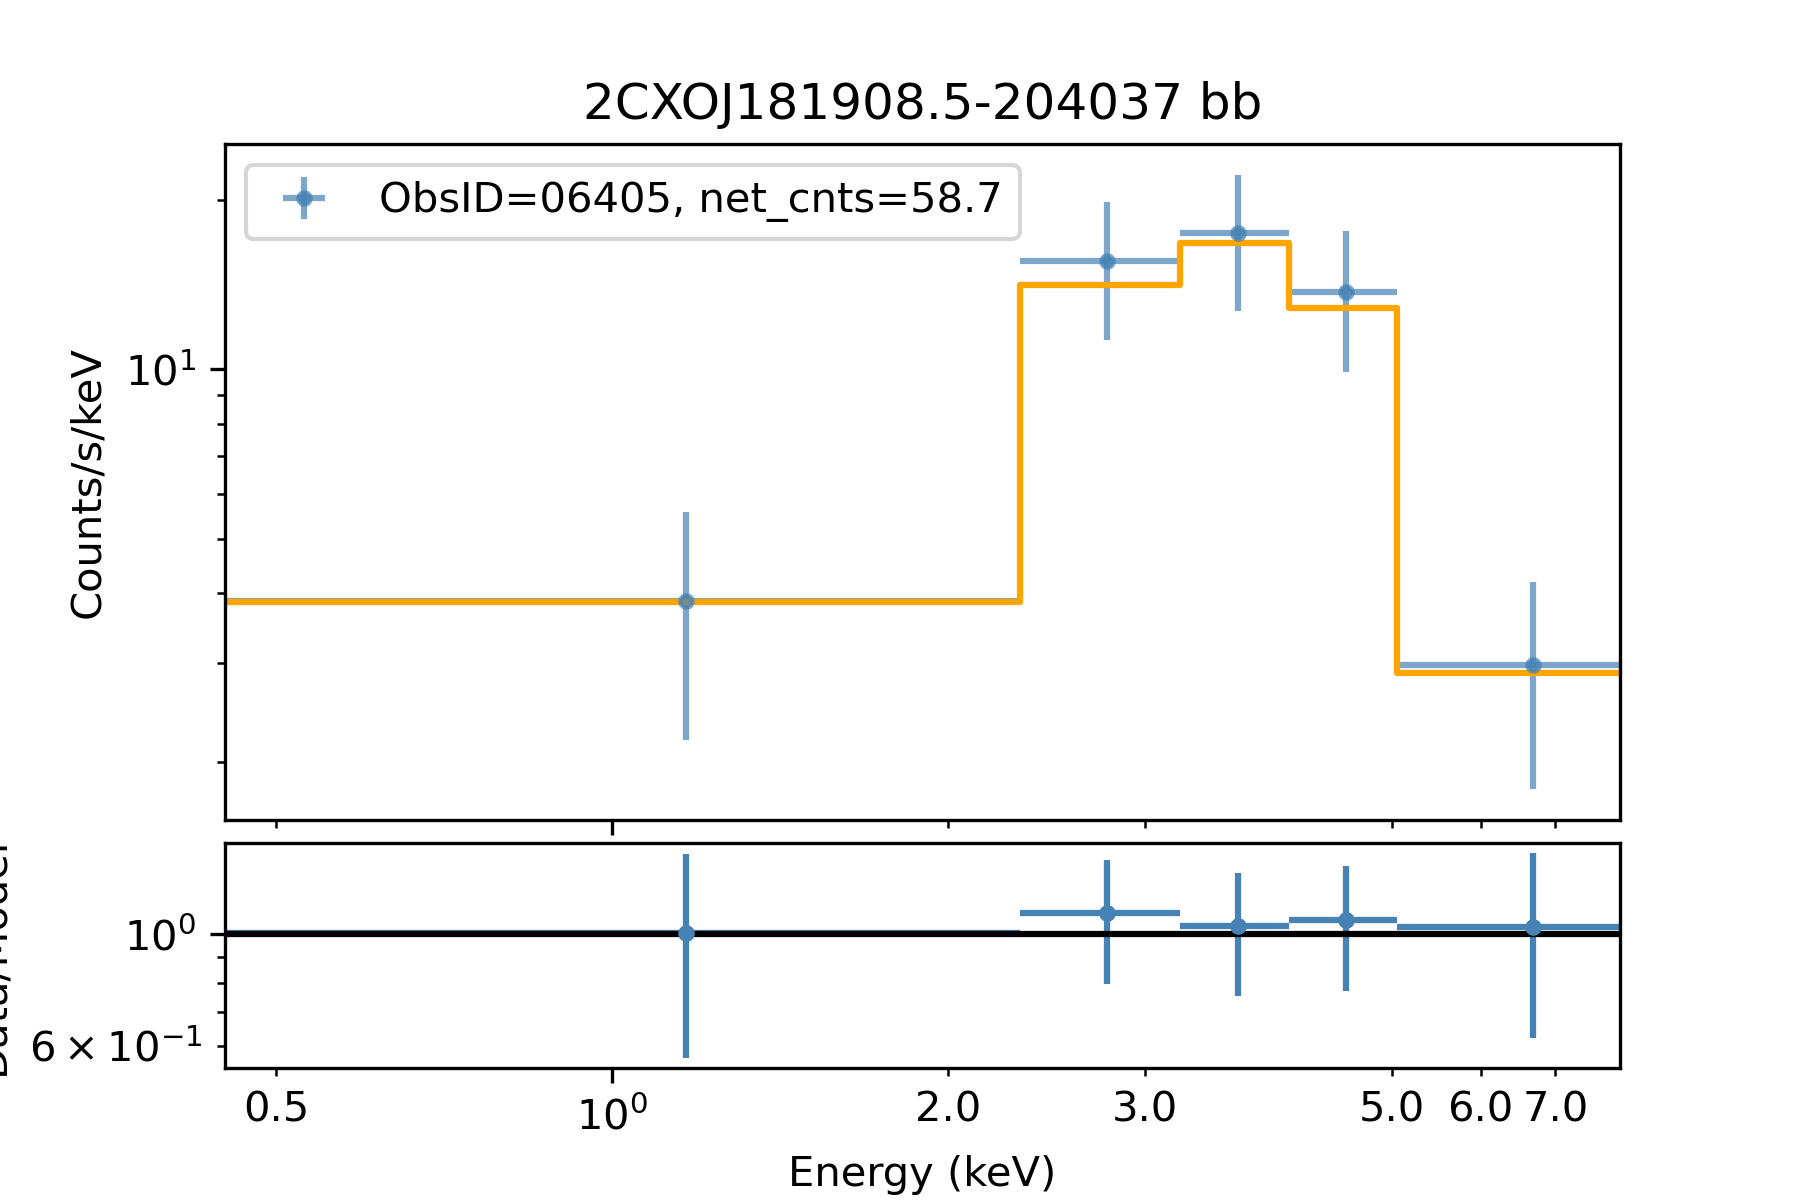 2CXOJ181908.5-204037 bb
ObsID=06405, net_cnts=58.7
Counts/s/keV
10¹
10⁰
6 × 10⁻¹
0.5 10⁰ 2.0 3.0 5.0 6.0 7.0
Energy (keV)